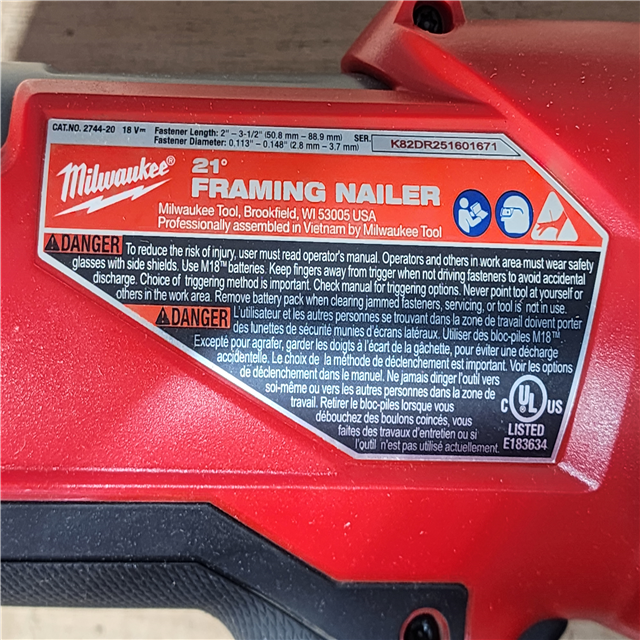 CAT.NO. 2744-20 18 V⎓ Fastener Length: 2" – 3-1/2" (50.8 mm – 88.9 mm) SER. K82DR251601671
Fastener Diameter: 0.113" – 0.148" (2.8 mm – 3.7 mm)
Milwaukee®
21°
FRAMING NAILER
Milwaukee Tool, Brookfield, WI 53005 USA
Professionally assembled in Vietnam by Milwaukee Tool
DANGER To reduce the risk of injury, user must read operator's manual. Operators and others in work area must wear safety
glasses with side shields. Use M18™ batteries. Keep fingers away from trigger when not driving fasteners to avoid accidental
discharge. Choice of triggering method is important. Check manual for triggering options. Never point tool at yourself or
others in the work area. Remove battery pack when clearing jammed fasteners, servicing, or tool is not in use.
DANGER L'utilisateur et les autres personnes se trouvant dans la zone de travail doivent porter
des lunettes de sécurité munies d'écrans latéraux. Utiliser des bloc-piles M18™.
Excepté pour agrafer, garder les doigts à l'écart de la gâchette, pour éviter une décharge
accidentelle. Le choix de la méthode de déclenchement est important. Voir les options
de déclenchement dans le manuel. Ne jamais diriger l'outil vers
soi-même ou vers les autres personnes dans la zone de
travail. Retirer le bloc-piles lorsque vous
débouchez des boulons coincés, vous
faites des travaux d'entretien ou si
l'outil n'est pas utilisé actuellement.
C UL US
LISTED
E183634